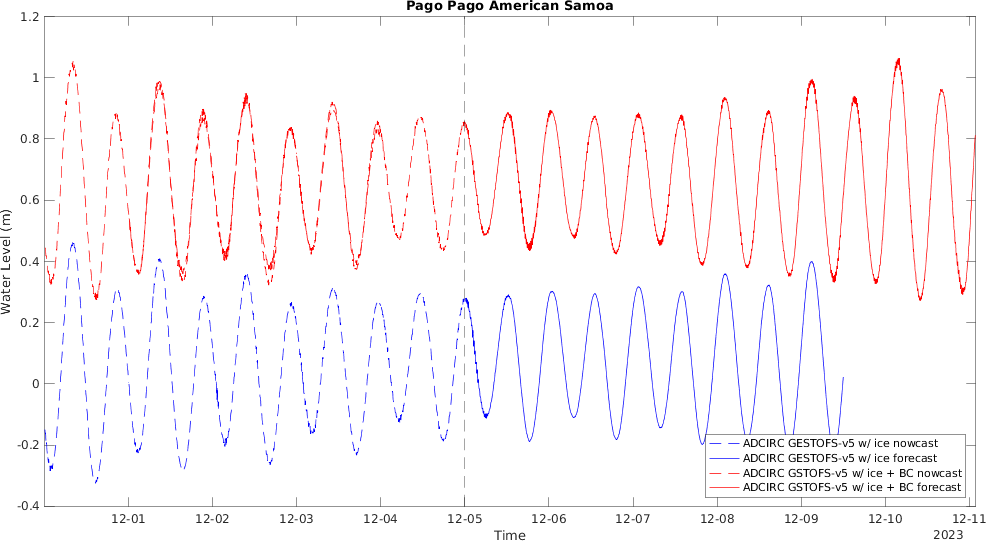 Pago Pago American Samoa
1.2
1
0.8
0.6
0.4
0.2
0
-0.2
-0.4
Water Level (m)
12-01 12-02 12-03 12-04 12-05 12-06 12-07 12-08 12-09 12-10 12-11
Time
2023
ADCIRC GESTOFS-v5 w/ ice nowcast
ADCIRC GESTOFS-v5 w/ ice forecast
ADCIRC GSTOFS-v5 w/ ice + BC nowcast
ADCIRC GSTOFS-v5 w/ ice + BC forecast